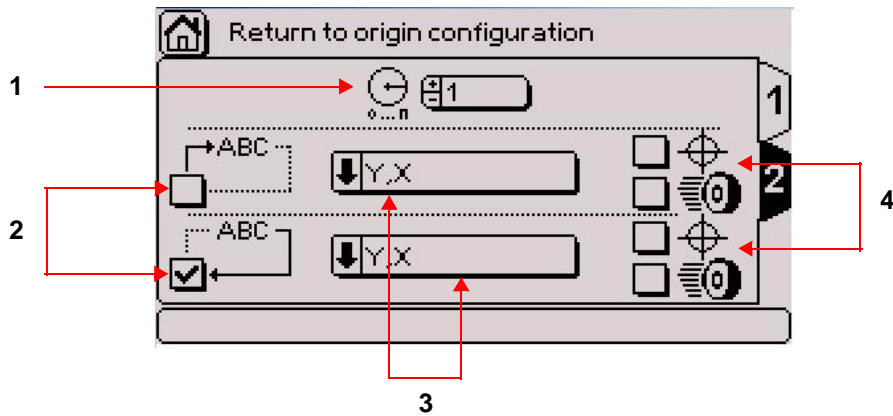 Return to origin configuration
1
1
0...n
1
ABC
Y,X
2
2
4
ABC
Y,X
3